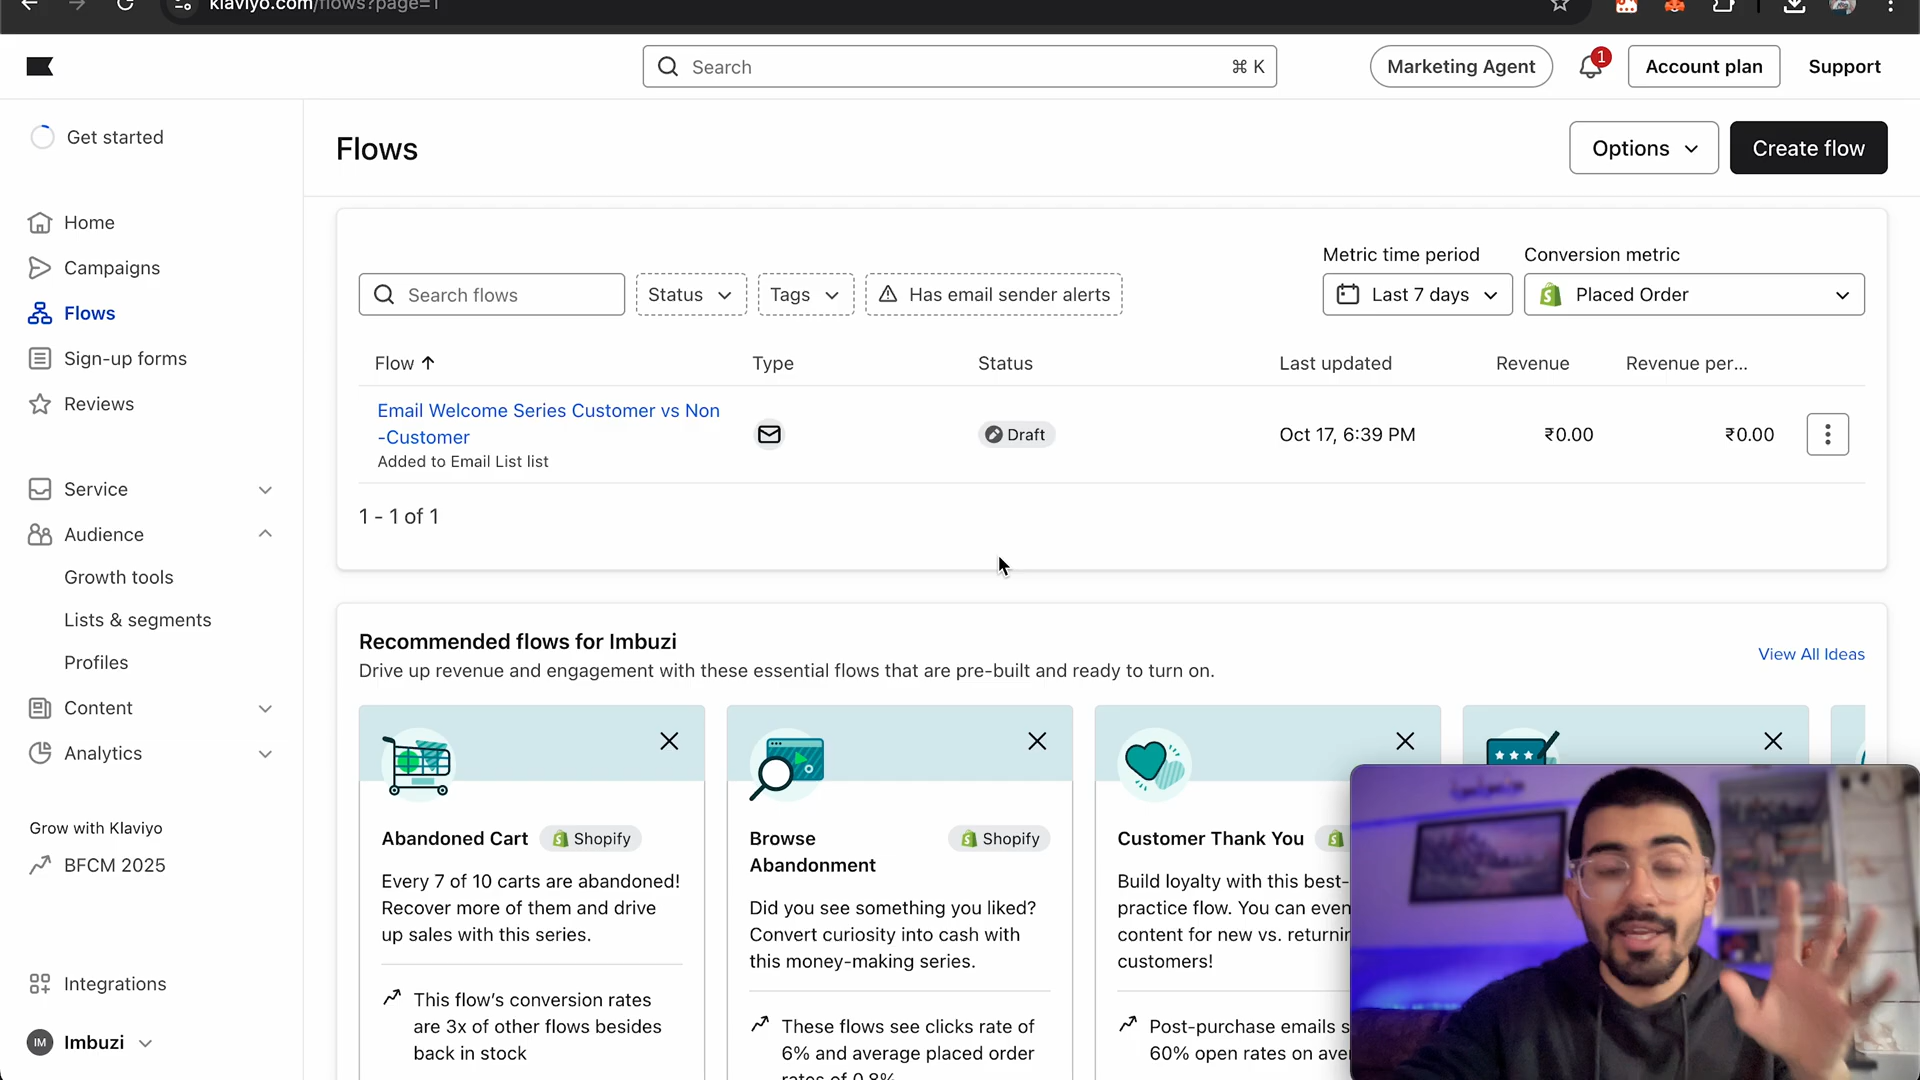 klaviyo.com/flows?page=1
Search
⌘ K
Marketing Agent
1
Account plan
Support
Get started
Flows
Options
Create flow
Home
Campaigns
Flows
Sign-up forms
Reviews
Service
Audience
Growth tools
Lists & segments
Profiles
Content
Analytics
Grow with Klaviyo
BFCM 2025
Integrations
IM Imbuzi
Metric time period
Conversion metric
Search flows
Status
Tags
Has email sender alerts
Last 7 days
Placed Order
Flow
Type
Status
Last updated
Revenue
Revenue per...
Email Welcome Series Customer vs Non
-Customer
Added to Email List list
Draft
Oct 17, 6:39 PM
₹0.00
₹0.00
1 - 1 of 1
Recommended flows for Imbuzi
Drive up revenue and engagement with these essential flows that are pre-built and ready to turn on.
View All Ideas
Abandoned Cart
Shopify
Every 7 of 10 carts are abandoned!
Recover more of them and drive
up sales with this series.
This flow's conversion rates
are 3x of other flows besides
back in stock
Browse
Abandonment
Shopify
Did you see something you liked?
Convert curiosity into cash with
this money-making series.
These flows see clicks rate of
6% and average placed order
rates of 0.8%
Customer Thank You
Build loyalty with this best-
practice flow. You can even
content for new vs.
customers!
Post-purchase emails
60% open rates on